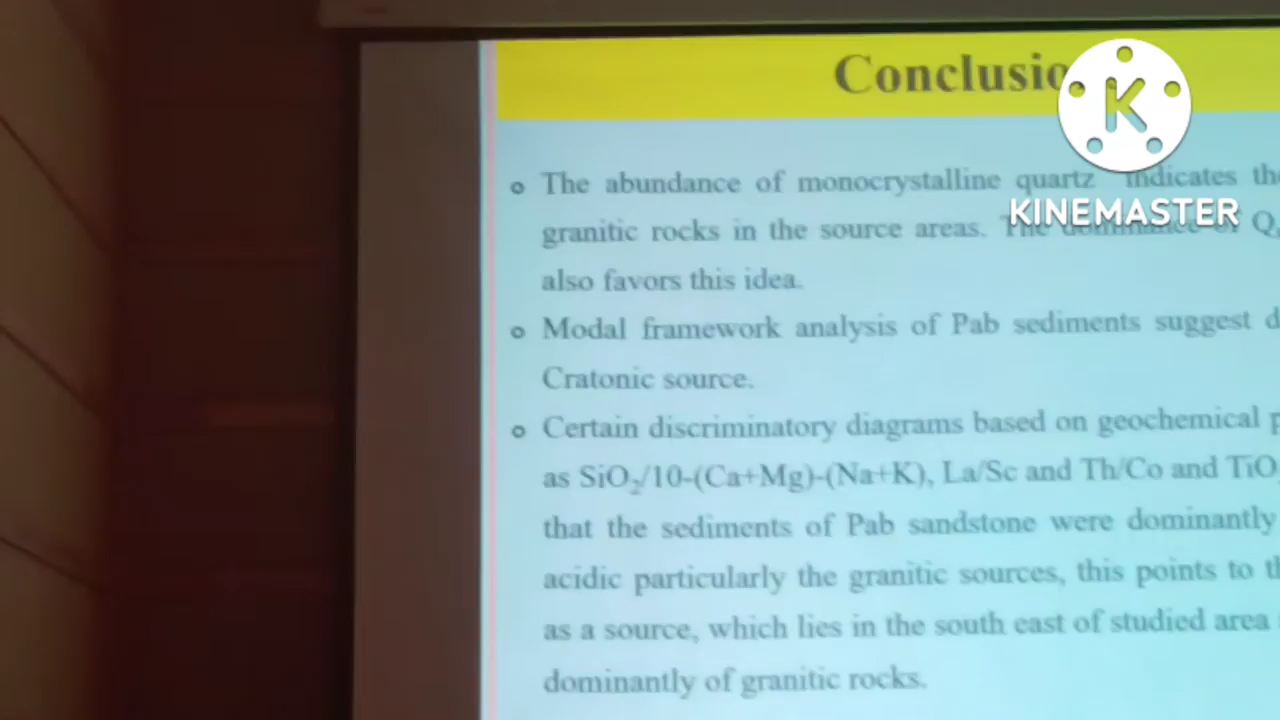 Conclusio
KINEMASTER
The abundance of monocrystalline quartz indicates
granitic rocks in the source areas. The dominance of
also favors this idea.
Modal framework analysis of Pab sediments suggest
Cratonic source.
Certain discriminatory diagrams based on geochemical
as SiO₂/10-(Ca+Mg)-(Na+K), La/Sc and Th/Co and TiO
that the sediments of Pab sandstone were dominantly
acidic particularly the granitic sources, this points to
as a source, which lies in the south east of studied area
dominantly of granitic rocks.